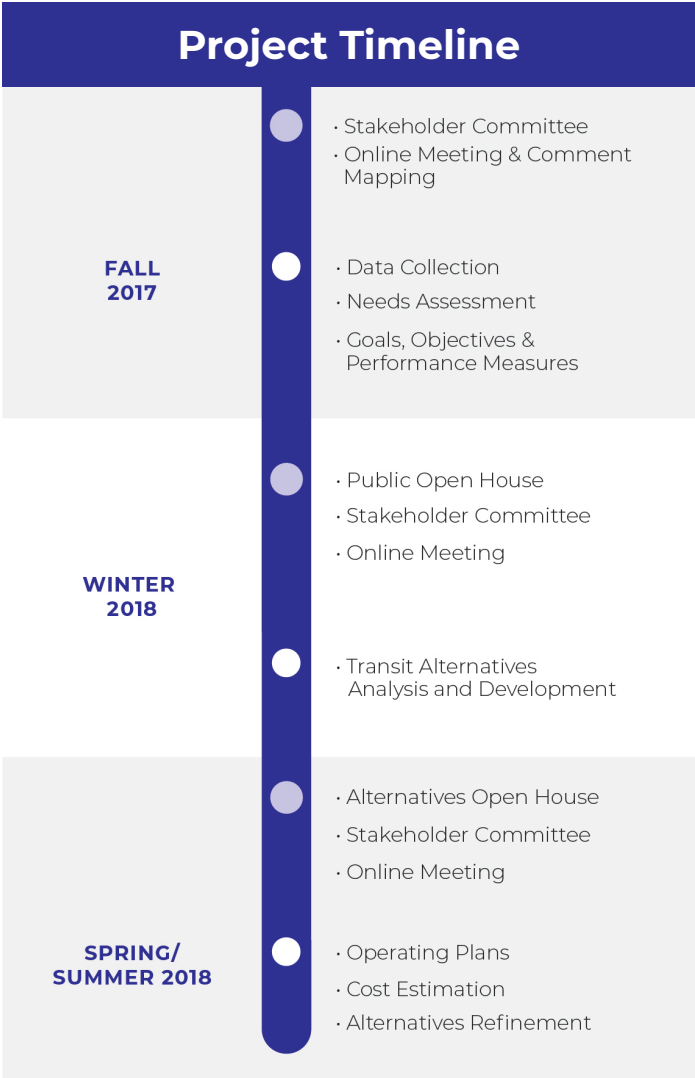 Project Timeline
FALL
2017
· Stakeholder Committee
· Online Meeting & Comment
Mapping
· Data Collection
· Needs Assessment
· Goals, Objectives &
Performance Measures
WINTER
2018
· Public Open House
· Stakeholder Committee
· Online Meeting
· Transit Alternatives
Analysis and Development
SPRING/
SUMMER 2018
· Alternatives Open House
· Stakeholder Committee
· Online Meeting
· Operating Plans
· Cost Estimation
· Alternatives Refinement